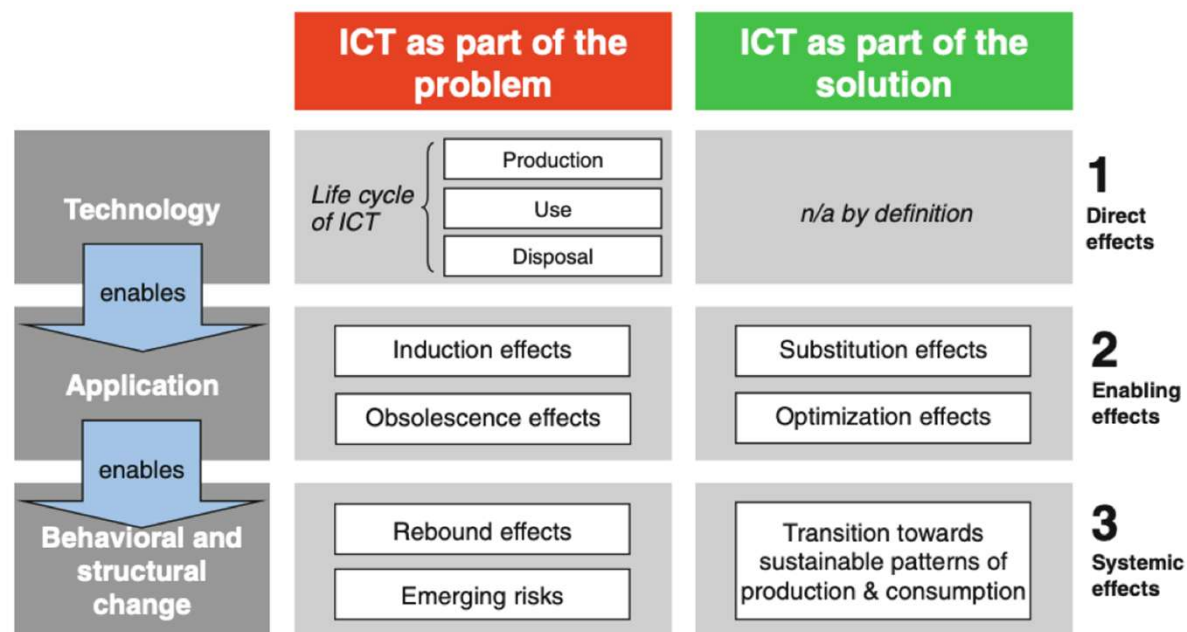 ICT as part of the
problem
ICT as part of the
solution
Technology
Life cycle
of ICT
Production
Use
Disposal
n/a by definition
1
Direct
effects
enables
Application
Induction effects
Obsolescence effects
Substitution effects
Optimization effects
2
Enabling
effects
enables
Behavioral and
structural
change
Rebound effects
Emerging risks
Transition towards
sustainable patterns of
production & consumption
3
Systemic
effects